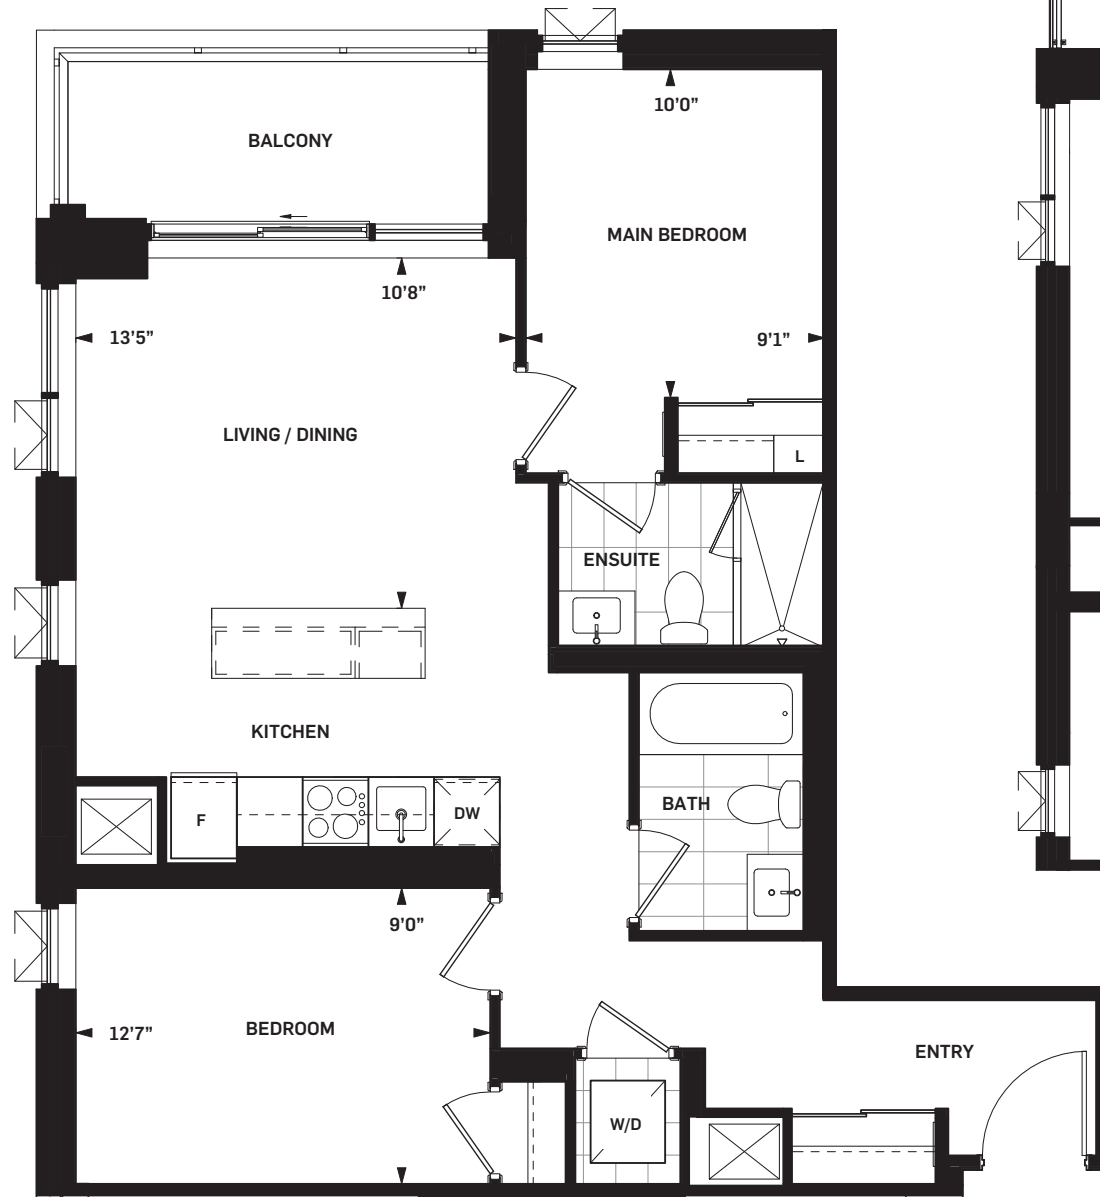 10'0"
BALCONY
MAIN BEDROOM
10'8"
13'5"
9'1"
LIVING / DINING
L
ENSUITE
KITCHEN
BATH
F
DW
9'0"
BEDROOM
12'7"
ENTRY
W/D